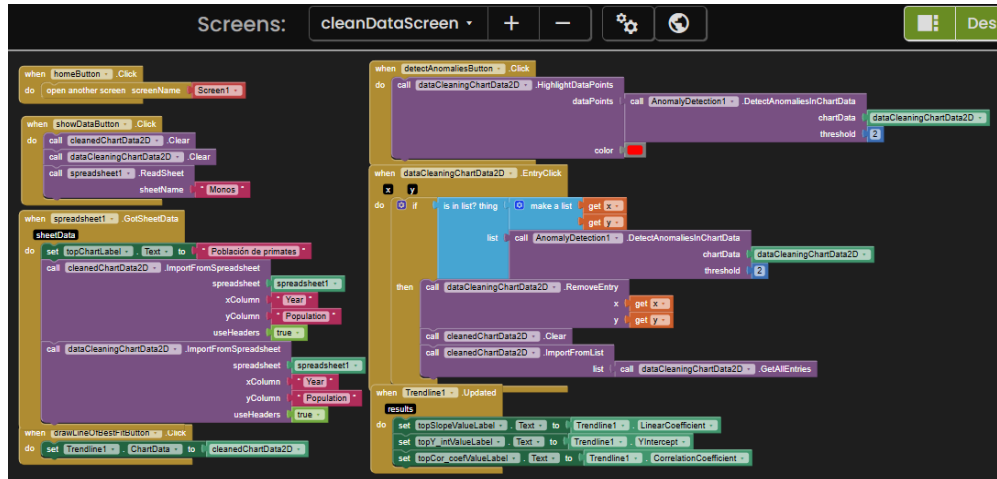 Screens: cleanDataScreen + − Des
when homeButton .Click
do open another screen screenName Screen1
when showDataButton .Click
do call cleanedChartData2D .Clear
call dataCleaningChartData2D .Clear
call spreadsheet1 .ReadSheet
sheetName " Monos "
when spreadsheet1 .GotSheetData
sheetData
do set topChartLabel . Text to " Población de primates "
call cleanedChartData2D .ImportFromSpreadsheet
spreadsheet spreadsheet1
xColumn " Year "
yColumn " Population "
useHeaders true
call dataCleaningChartData2D .ImportFromSpreadsheet
spreadsheet spreadsheet1
xColumn " Year "
yColumn " Population "
useHeaders true
when drawLineOfBestFitButton .Click
do set Trendline1 . ChartData to cleanedChartData2D
when detectAnomaliesButton .Click
do call dataCleaningChartData2D .HighlightDataPoints
dataPoints call AnomalyDetection1 .DetectAnomaliesInChartData
chartData dataCleaningChartData2D
threshold 2
color
when dataCleaningChartData2D .EntryClick
x y
do if is in list? thing make a list get x
get y
list call AnomalyDetection1 .DetectAnomaliesInChartData
chartData dataCleaningChartData2D
threshold 2
then call dataCleaningChartData2D .RemoveEntry
x get x
y get y
call cleanedChartData2D .Clear
call cleanedChartData2D .ImportFromList
list call dataCleaningChartData2D .GetAllEntries
when Trendline1 .Updated
results
do set topSlopeValueLabel . Text to Trendline1 . LinearCoefficient
set topY_intValueLabel . Text to Trendline1 . YIntercept
set topCor_coefValueLabel . Text to Trendline1 . CorrelationCoefficient